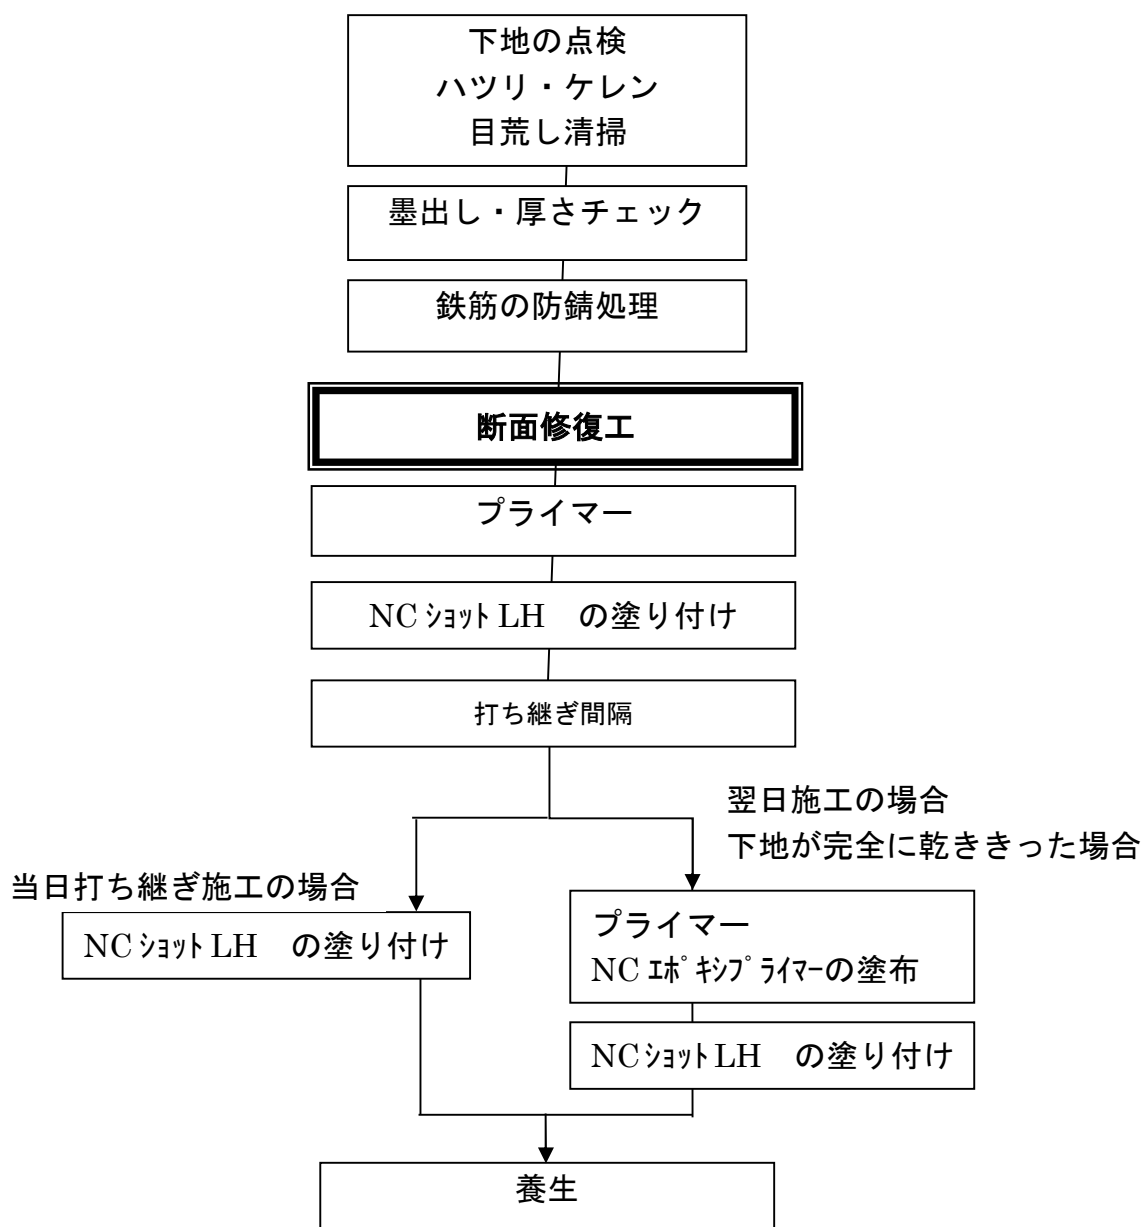 下地の点検
ハツリ・ケレン
目荒し清掃
墨出し・厚さチェック
鉄筋の防錆処理
断面修復工
プライマー
NC ｼｮｯﾄ LH　の塗り付け
打ち継ぎ間隔
翌日施工の場合
下地が完全に乾ききった場合
当日打ち継ぎ施工の場合
NC ｼｮｯﾄ LH　の塗り付け
プライマー
NC ｴﾎﾟｷｼﾌﾟﾗｲﾏｰの塗布
NC ｼｮｯﾄ LH　の塗り付け
養生